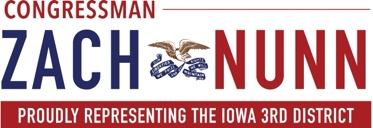 CONGRESSMAN
ZACH NUNN
PROUDLY REPRESENTING THE IOWA 3RD DISTRICT